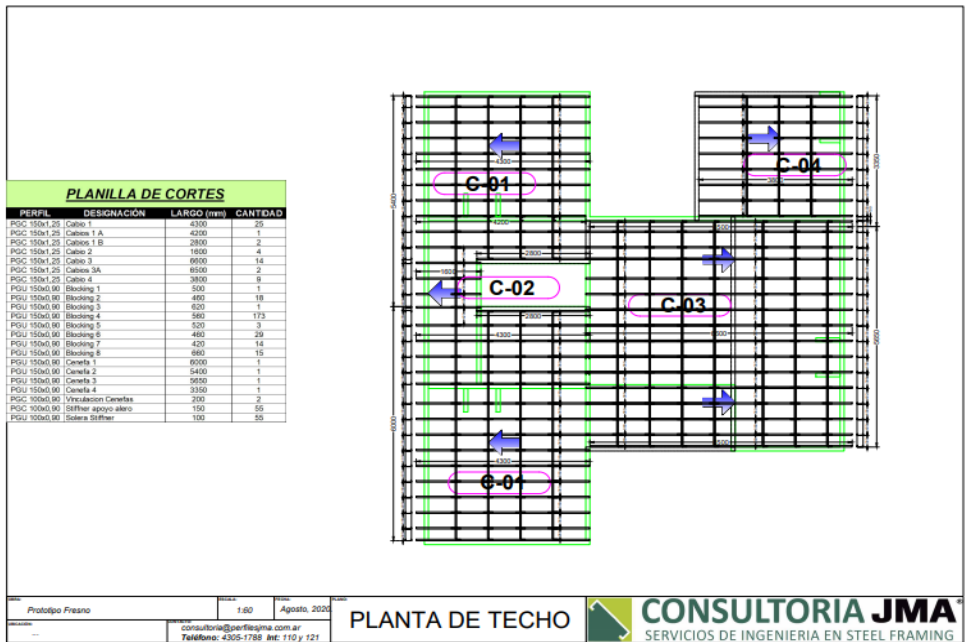 PLANILLA DE CORTES
PERFIL DESIGNACIÓN LARGO (mm) CANTIDAD
PGC 150x1,25 Cabio 1 4300 25
PGC 150x1,25 Cabios 1 A 4200 1
PGC 150x1,25 Cabios 1 B 2800 2
PGC 150x1,25 Cabio 2 1600 4
PGC 150x1,25 Cabio 3 6600 14
PGC 150x1,25 Cabios 3A 6500 2
PGC 150x1,25 Cabio 4 3800 9
PGU 150x0,90 Blocking 1 500 1
PGU 150x0,90 Blocking 2 460 18
PGU 150x0,90 Blocking 3 620 1
PGU 150x0,90 Blocking 4 560 173
PGU 150x0,90 Blocking 5 520 3
PGU 150x0,90 Blocking 6 460 29
PGU 150x0,90 Blocking 7 420 14
PGU 150x0,90 Blocking 8 660 15
PGU 150x0,90 Cenefa 1 6000 1
PGU 150x0,90 Cenefa 2 5400 1
PGU 150x0,90 Cenefa 3 5650 1
PGU 150x0,90 Cenefa 4 3350 1
PGC 100x0,90 Vinculacion Cenefas 200 2
PGC 100x0,90 Stiffner apoyo alero 150 55
PGU 100x0,90 Solera Stiffner 100 55
4300
C-01
4200
5400
C-04
3800
3350
2800
1600
C-02
2800
4300
C-03
5650
6000
4300
C-01
Prototipo Fresno
1:60
Agosto, 2020
consultoria@perfilesjma.com.ar
Teléfono: 4305-1788 Int: 110 y 121
PLANTA DE TECHO
CONSULTORIA JMA
SERVICIOS DE INGENIERIA EN STEEL FRAMING